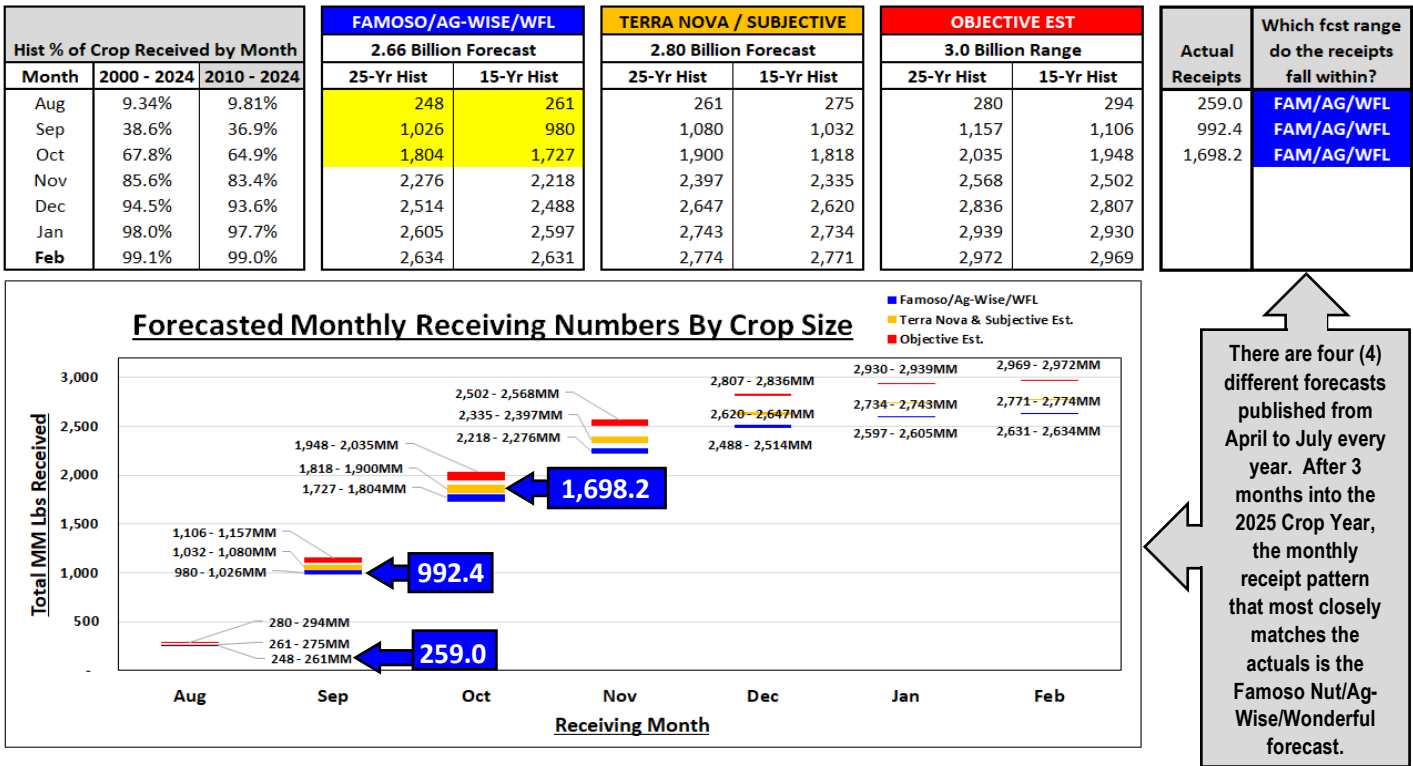 Hist % of Crop Received by Month
Month 2000 - 2024 2010 - 2024
Aug 9.34% 9.81%
Sep 38.6% 36.9%
Oct 67.8% 64.9%
Nov 85.6% 83.4%
Dec 94.5% 93.6%
Jan 98.0% 97.7%
Feb 99.1% 99.0%
FAMOSO/AG-WISE/WFL
2.66 Billion Forecast
25-Yr Hist 15-Yr Hist
248 261
1,026 980
1,804 1,727
2,276 2,218
2,514 2,488
2,605 2,597
2,634 2,631
TERRA NOVA / SUBJECTIVE
2.80 Billion Forecast
25-Yr Hist 15-Yr Hist
261 275
1,080 1,032
1,900 1,818
2,397 2,335
2,647 2,620
2,743 2,734
2,774 2,771
OBJECTIVE EST
3.0 Billion Range
25-Yr Hist 15-Yr Hist
280 294
1,157 1,106
2,035 1,948
2,568 2,502
2,836 2,807
2,939 2,930
2,972 2,969
Actual
Receipts
259.0
992.4
1,698.2
Which fcst range
do the receipts
fall within?
FAM/AG/WFL
FAM/AG/WFL
FAM/AG/WFL
Forecasted Monthly Receiving Numbers By Crop Size
Famoso/Ag-Wise/WFL
Terra Nova & Subjective Est.
Objective Est.
Total MM Lbs Received
3,000
2,500
2,000
1,500
1,000
500
-
280 - 294MM
261 - 275MM
248 - 261MM
259.0
1,106 - 1,157MM
1,032 - 1,080MM
980 - 1,026MM
992.4
1,948 - 2,035MM
1,818 - 1,900MM
1,727 - 1,804MM
1,698.2
2,502 - 2,568MM
2,335 - 2,397MM
2,218 - 2,276MM
2,807 - 2,836MM
2,620 - 2,647MM
2,488 - 2,514MM
2,930 - 2,939MM
2,734 - 2,743MM
2,597 - 2,605MM
2,969 - 2,972MM
2,771 - 2,774MM
2,631 - 2,634MM
Aug Sep Oct Nov Dec Jan Feb
Receiving Month
There are four (4)
different forecasts
published from
April to July every
year. After 3
months into the
2025 Crop Year,
the monthly
receipt pattern
that most closely
matches the
actuals is the
Famoso Nut/Ag-
Wise/Wonderful
forecast.